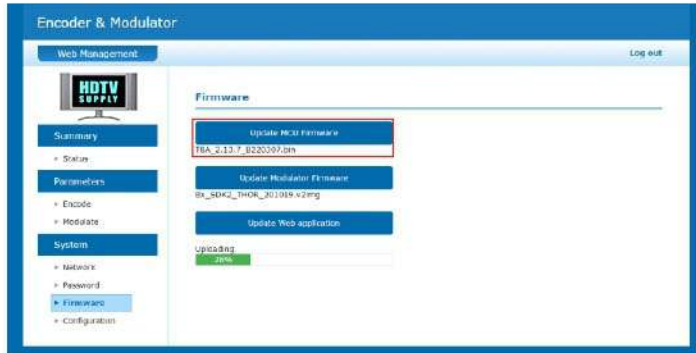 Encoder & Modulator
Web Management
Log out
HDTV
SUPPLY
Firmware
Update MCU Firmware
T8A_2.13.7_B220307.bin
Summary
Status
Update Modulator Firmware
8x_SDK2_THOR_201019.v2img
Parameters
Encode
Modulate
Update Web application
System
Uploading
28%
Network
Password
Firmware
Configuration